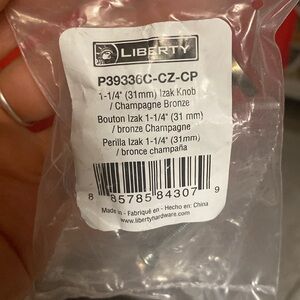 LIBERTY
P39336C-CZ-CP
1-1/4" (31mm) Izak Knob
/ Champagne Bronze
Bouton Izak 1-1/4" (31 mm)
/ bronze Champagne
Perilla Izak 1-1/4" (31mm)
/ bronce champaña
8 85785 84307 9
Made in - Fabriqué en - Hecho en: China
www.libertyhardware.com